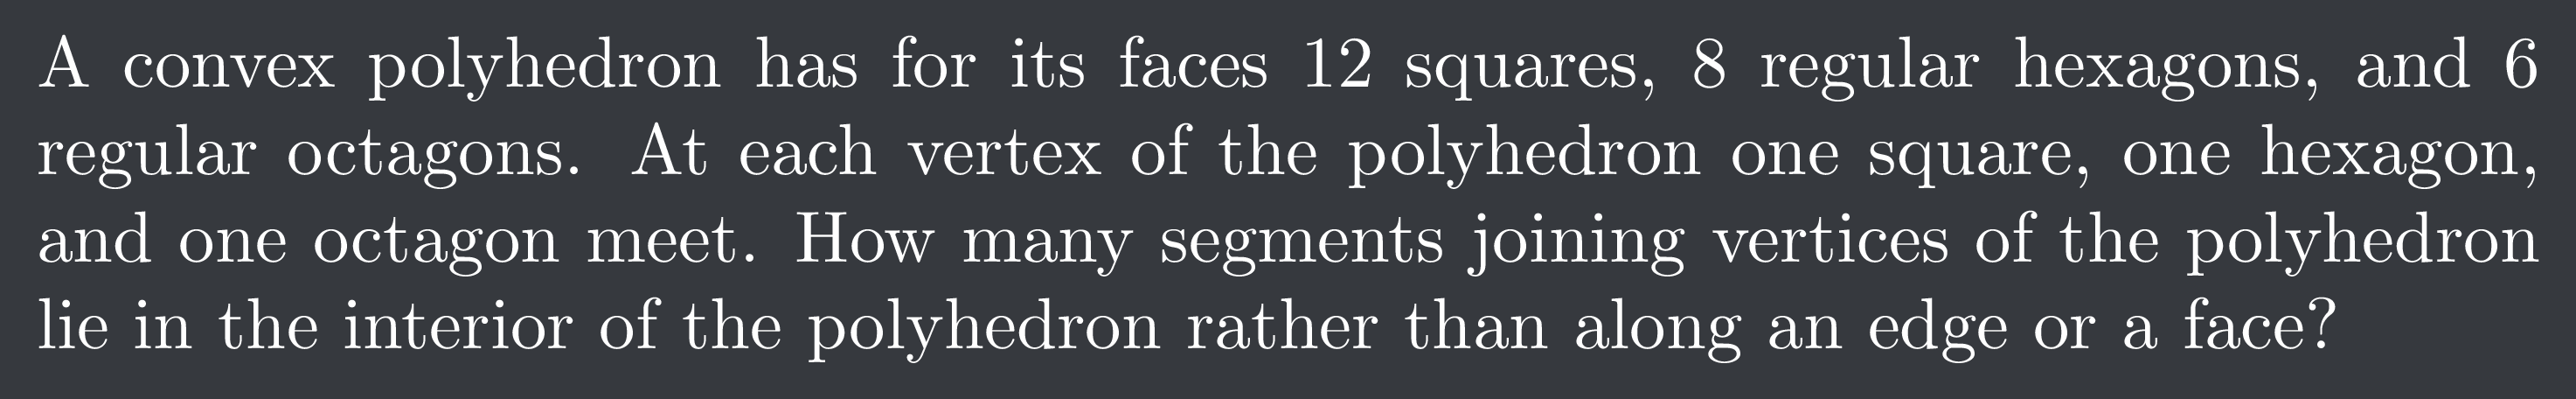 A convex polyhedron has for its faces 12 squares, 8 regular hexagons, and 6
regular octagons. At each vertex of the polyhedron one square, one hexagon,
and one octagon meet. How many segments joining vertices of the polyhedron
lie in the interior of the polyhedron rather than along an edge or a face?